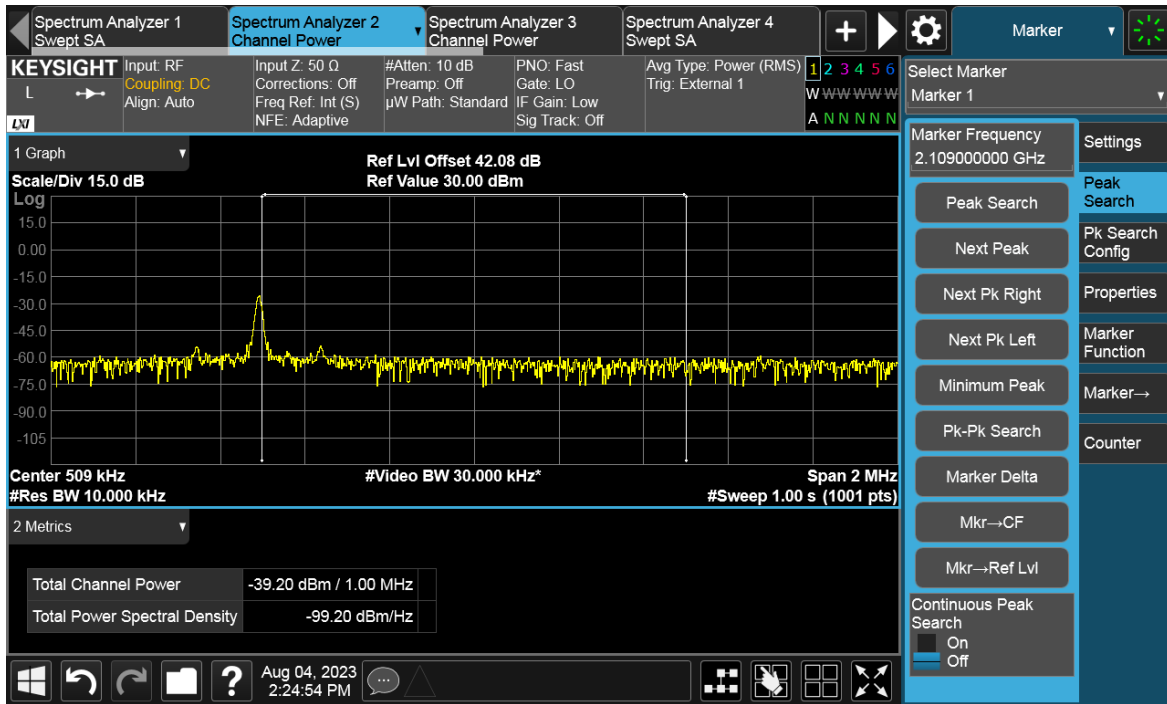 Spectrum Analyzer 1
Swept SA
Spectrum Analyzer 2
Channel Power
Spectrum Analyzer 3
Channel Power
Spectrum Analyzer 4
Swept SA
+
Marker
KEYSIGHT
L
LXI
Input: RF
Coupling: DC
Align: Auto
Input Z: 50 Ω
Corrections: Off
Freq Ref: Int (S)
NFE: Adaptive
#Atten: 10 dB
Preamp: Off
µW Path: Standard
PNO: Fast
Gate: LO
IF Gain: Low
Sig Track: Off
Avg Type: Power (RMS)
Trig: External 1
1 2 3 4 5 6
W W W W W W
A N N N N N
Select Marker
Marker 1
1 Graph
Ref Lvl Offset 42.08 dB
Scale/Div 15.0 dB
Ref Value 30.00 dBm
Log
15.0
0.00
-15.0
-30.0
-45.0
-60.0
-75.0
-90.0
-105
Center 509 kHz
#Video BW 30.000 kHz*
Span 2 MHz
#Res BW 10.000 kHz
#Sweep 1.00 s (1001 pts)
2 Metrics
Total Channel Power -39.20 dBm / 1.00 MHz
Total Power Spectral Density -99.20 dBm/Hz
Marker Frequency
2.109000000 GHz
Peak Search
Next Peak
Next Pk Right
Next Pk Left
Minimum Peak
Pk-Pk Search
Marker Delta
Mkr→CF
Mkr→Ref Lvl
Continuous Peak
Search
On
Off
Settings
Peak
Search
Pk Search
Config
Properties
Marker
Function
Marker→
Counter
?
Aug 04, 2023
2:24:54 PM